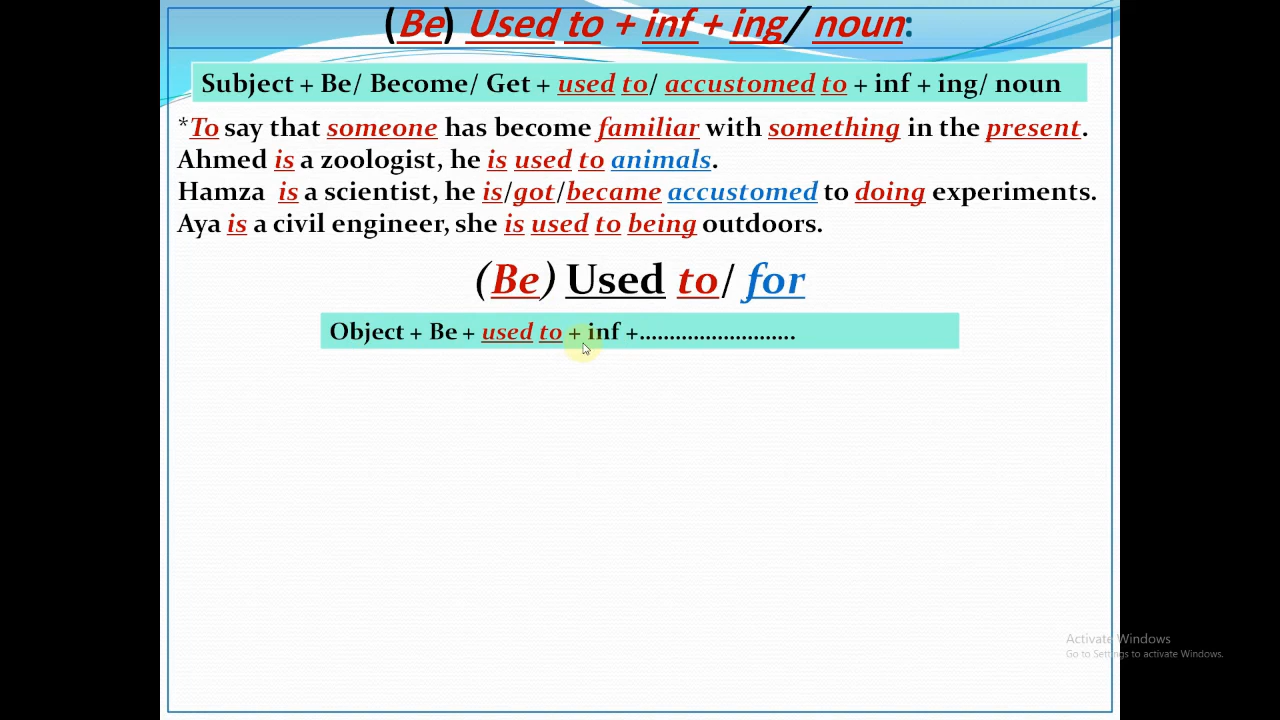 (Be) Used to + inf + ing/ noun:
Subject + Be/ Become/ Get + used to/ accustomed to + inf + ing/ noun
*To say that someone has become familiar with something in the present.
Ahmed is a zoologist, he is used to animals.
Hamza is a scientist, he is/got/became accustomed to doing experiments.
Aya is a civil engineer, she is used to being outdoors.
(Be) Used to/ for
Object + Be + used to + inf +..........................
Activate Windows
Go to Settings to activate Windows.